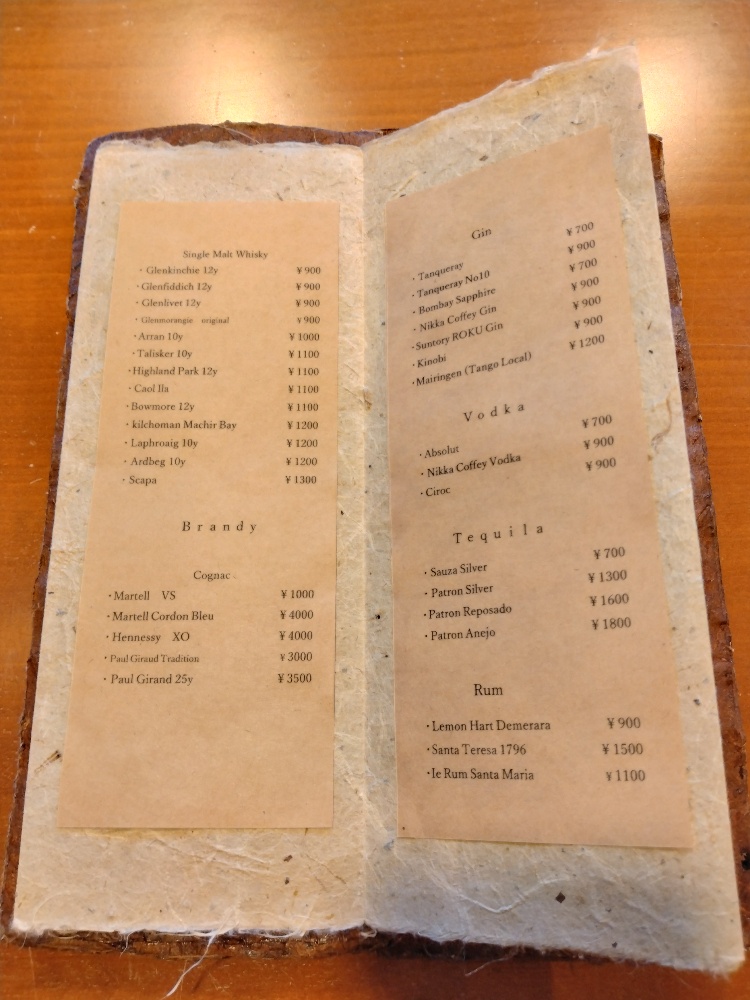 Single Malt Whisky
・Glenkinchie 12y ¥900
・Glenfiddich 12y ¥900
・Glenlivet 12y ¥900
・Glenmorangie original ¥900
・Arran 10y ¥1000
・Talisker 10y ¥1100
・Highland Park 12y ¥1100
・Caol Ila ¥1100
・Bowmore 12y ¥1100
・kilchoman Machir Bay ¥1200
・Laphroaig 10y ¥1200
・Ardbeg 10y ¥1200
・Scapa ¥1300
Brandy
Cognac
・Martell VS ¥1000
・Martell Cordon Bleu ¥4000
・Hennessy XO ¥4000
・Paul Giraud Tradition ¥3000
・Paul Girand 25y ¥3500
Gin
・Tanqueray ¥700
・Tanqueray No10 ¥900
・Bombay Sapphire ¥700
・Nikka Coffey Gin ¥900
・Suntory ROKU Gin ¥900
・Kinobi ¥900
・Mairingen (Tango Local) ¥1200
Vodka
・Absolut ¥700
・Nikka Coffey Vodka ¥900
・Ciroc ¥900
Tequila
・Sauza Silver ¥700
・Patron Silver ¥1300
・Patron Reposado ¥1600
・Patron Anejo ¥1800
Rum
・Lemon Hart Demerara ¥900
・Santa Teresa 1796 ¥1500
・Ie Rum Santa Maria ¥1100